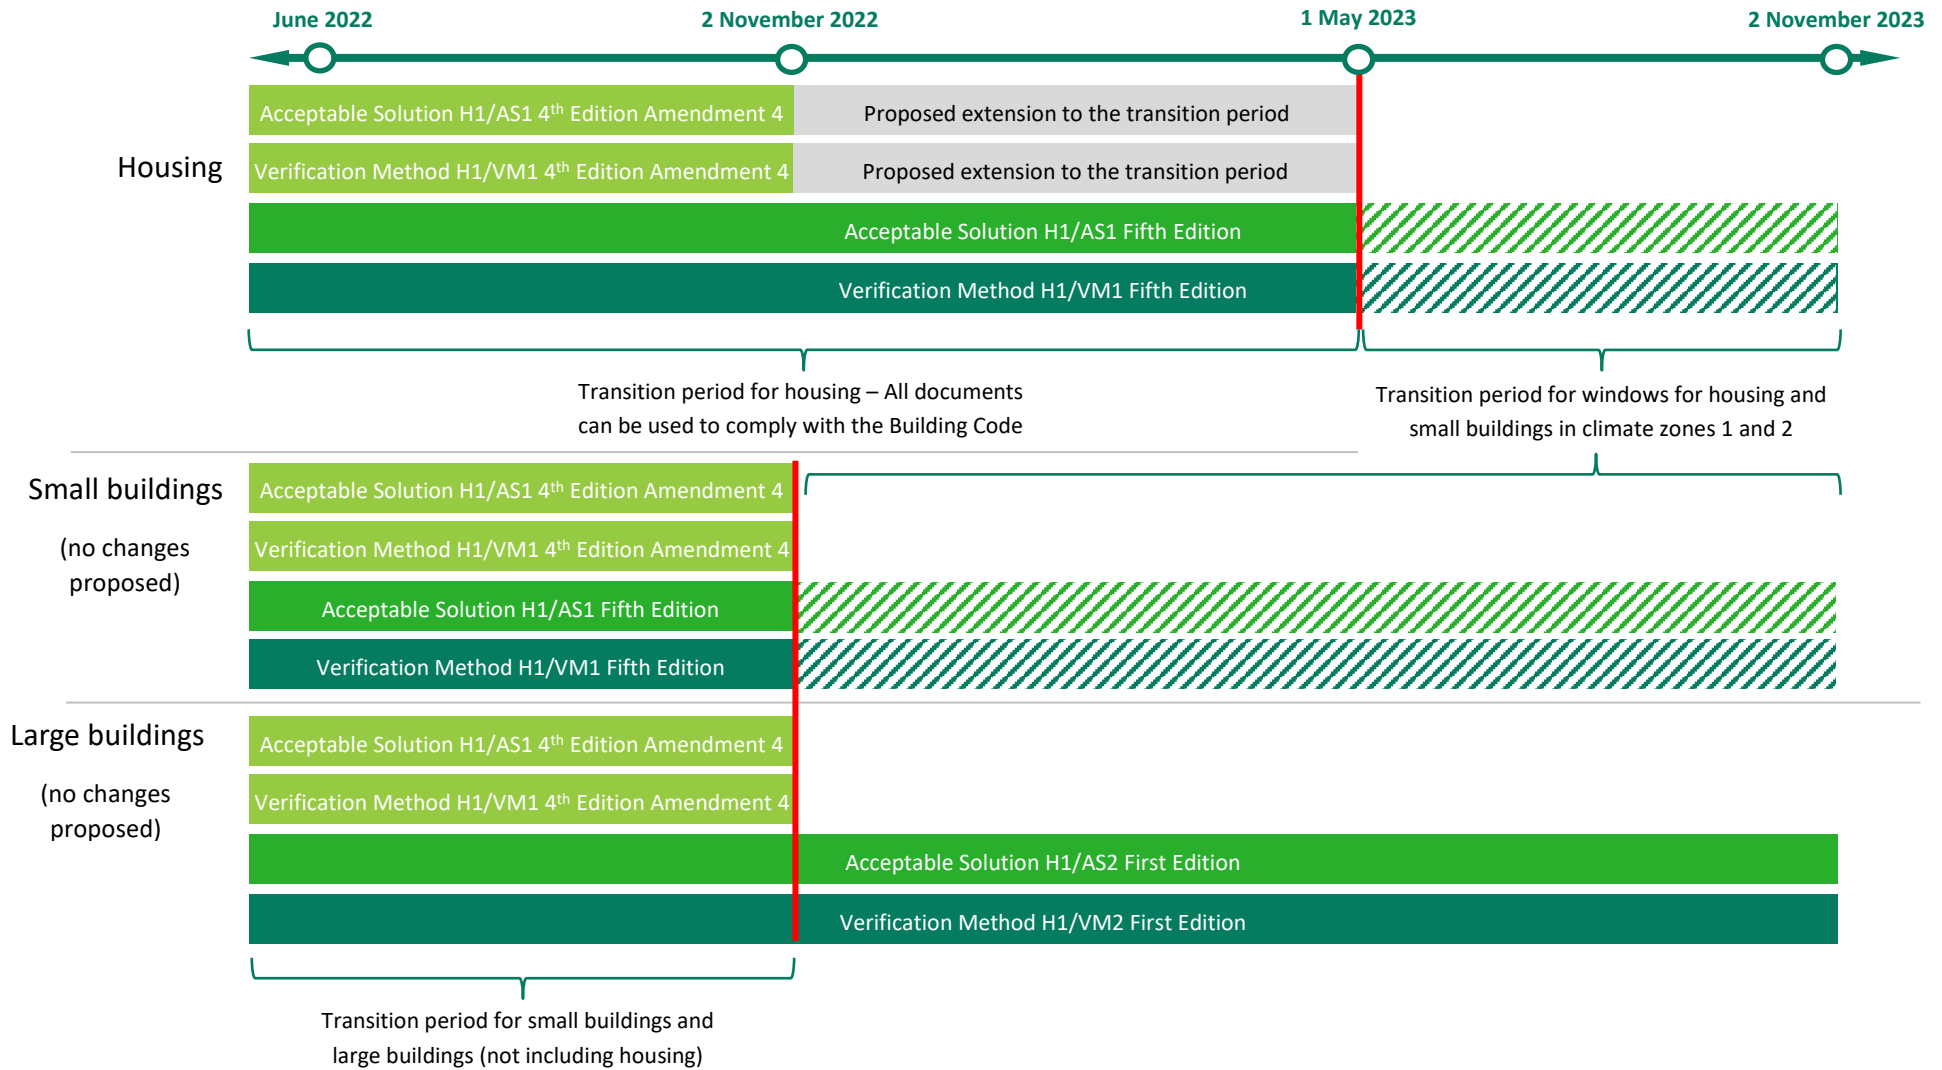 June 2022
2 November 2022
1 May 2023
2 November 2023
Housing
Acceptable Solution H1/AS1 4th Edition Amendment 4
Proposed extension to the transition period
Verification Method H1/VM1 4th Edition Amendment 4
Proposed extension to the transition period
Acceptable Solution H1/AS1 Fifth Edition
Verification Method H1/VM1 Fifth Edition
Transition period for housing – All documents
can be used to comply with the Building Code
Transition period for windows for housing and
small buildings in climate zones 1 and 2
Small buildings
(no changes
proposed)
Acceptable Solution H1/AS1 4th Edition Amendment 4
Verification Method H1/VM1 4th Edition Amendment 4
Acceptable Solution H1/AS1 Fifth Edition
Verification Method H1/VM1 Fifth Edition
Large buildings
(no changes
proposed)
Acceptable Solution H1/AS1 4th Edition Amendment 4
Verification Method H1/VM1 4th Edition Amendment 4
Acceptable Solution H1/AS2 First Edition
Verification Method H1/VM2 First Edition
Transition period for small buildings and
large buildings (not including housing)